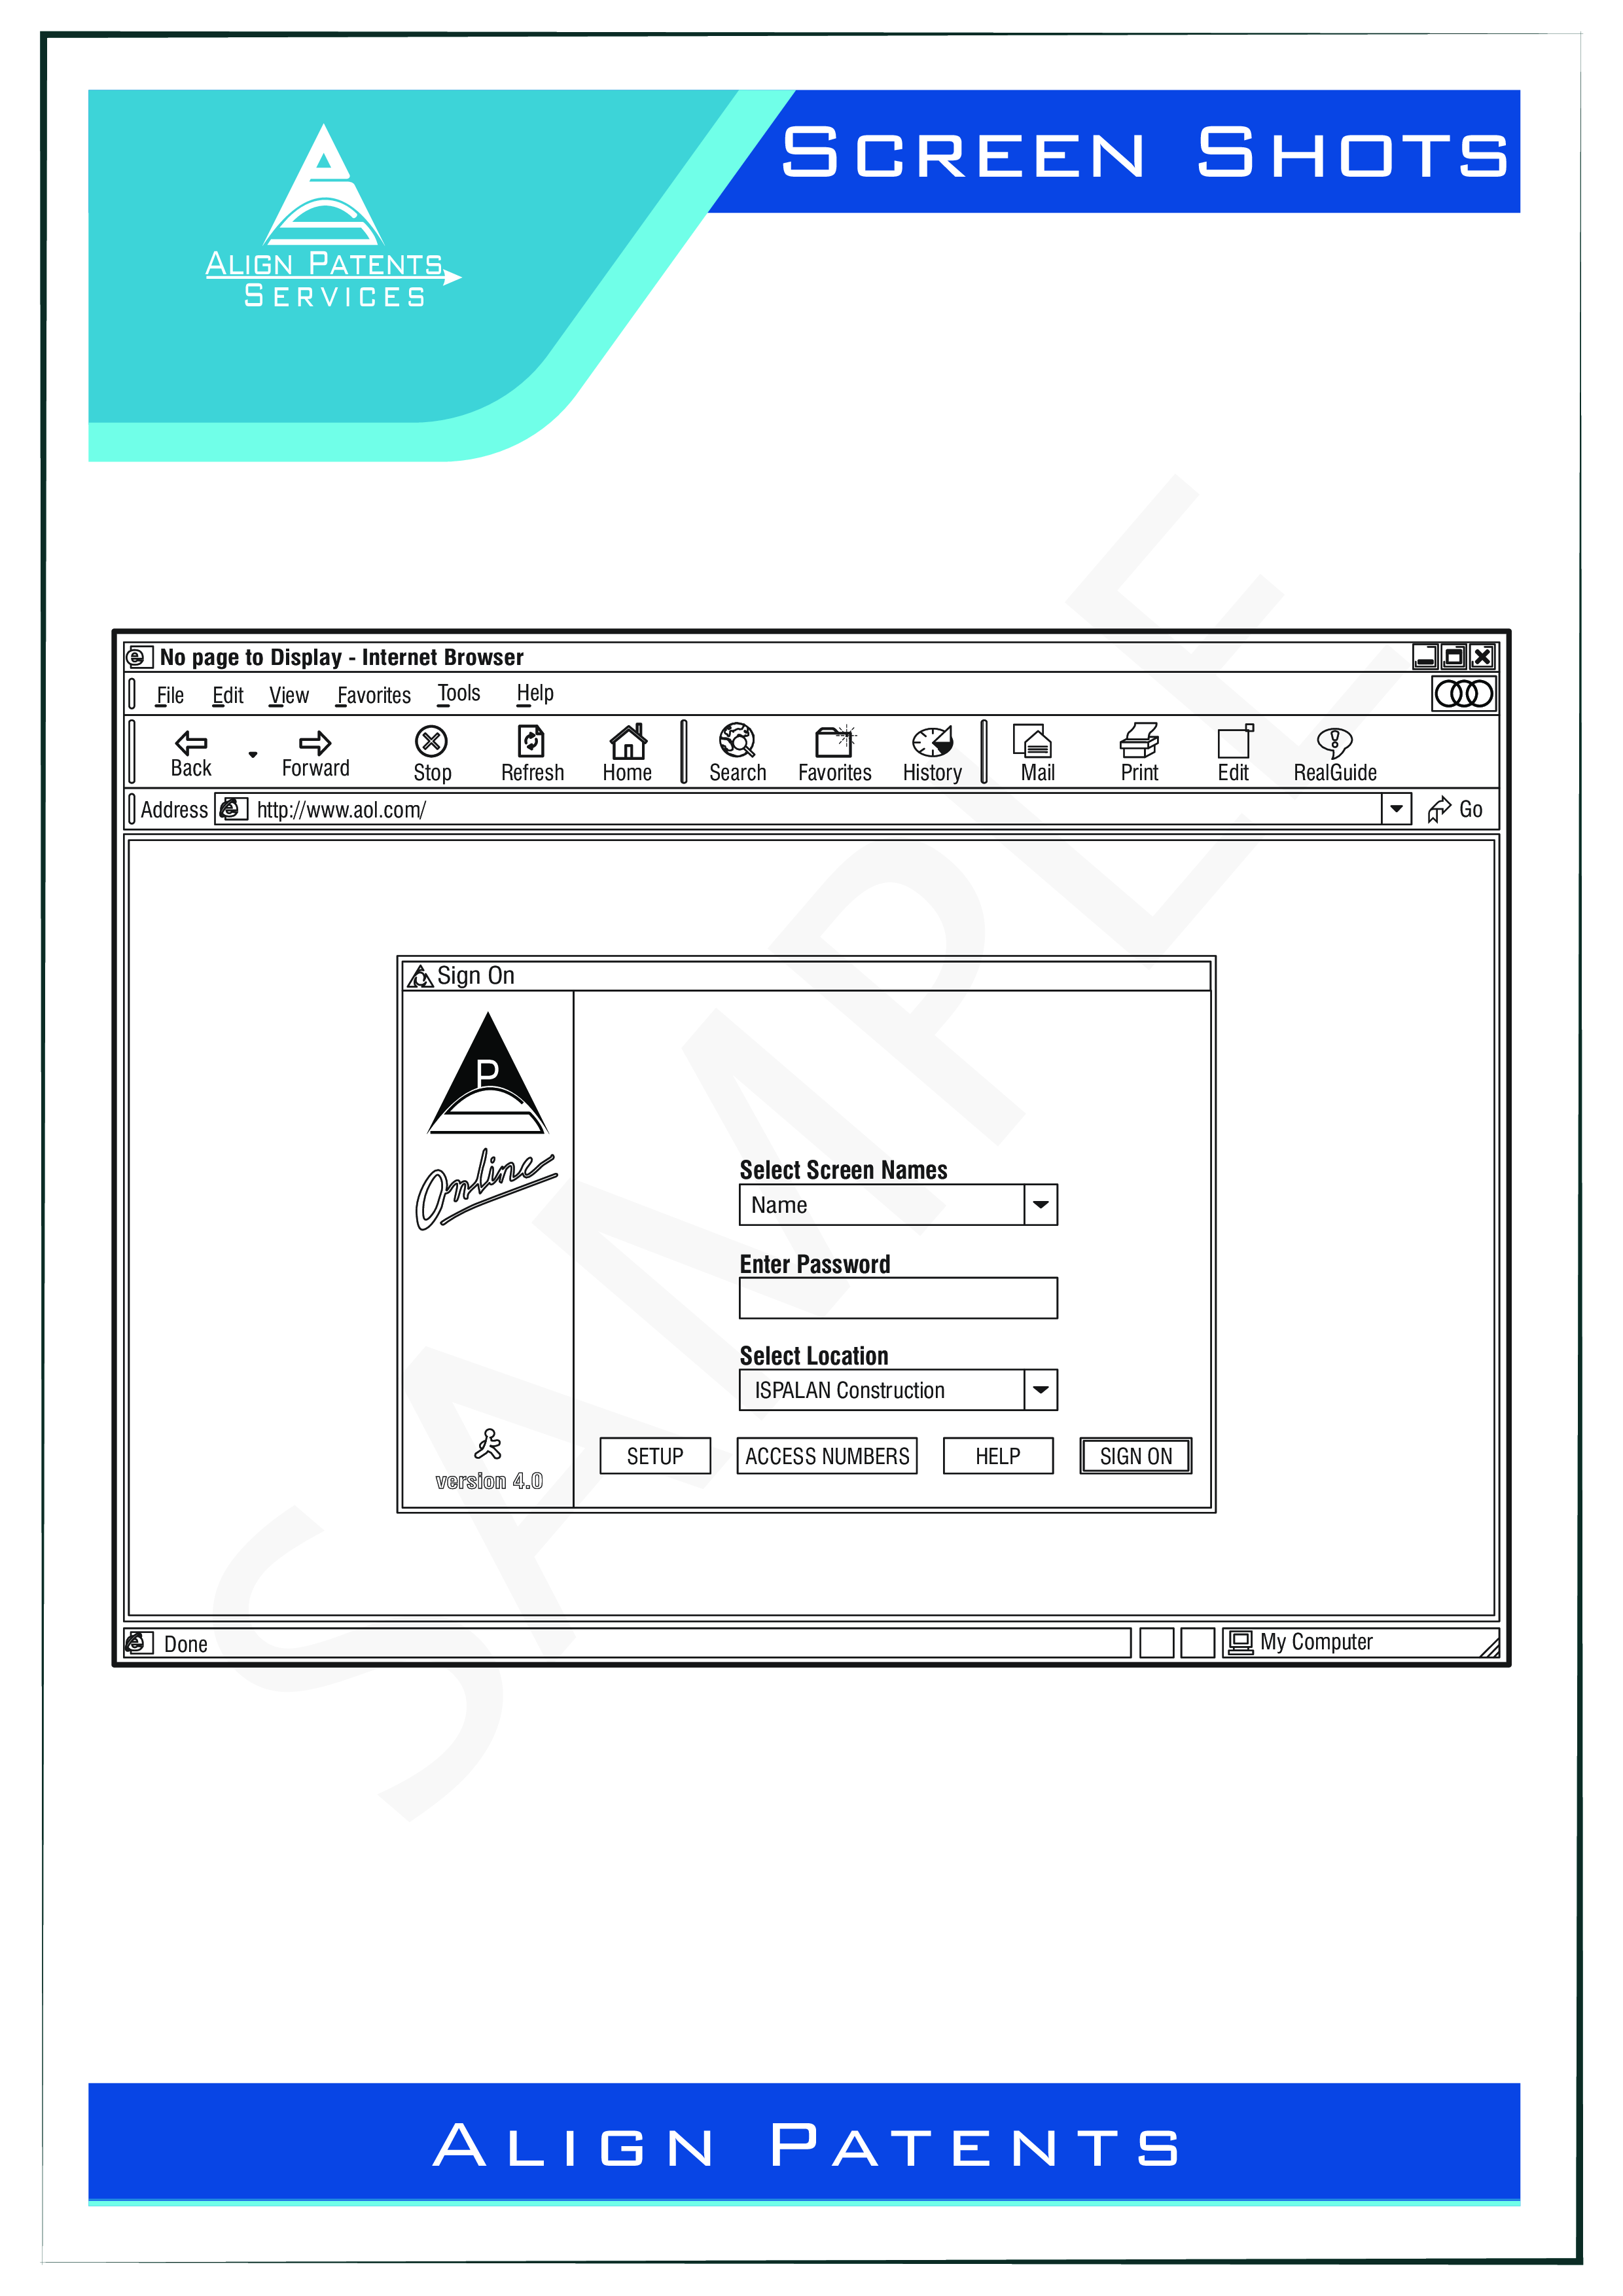 SCREEN SHOTS
ALIGN PATENTS
SERVICES
No page to Display - Internet Browser
File Edit View Favorites Tools Help
Back Forward Stop Refresh Home Search Favorites History Mail Print Edit RealGuide
Address http://www.aol.com/ Go
Sign On
P
Online
Select Screen Names
Name
Enter Password
Select Location
ISPALAN Construction
SETUP ACCESS NUMBERS HELP SIGN ON
version 4.0
Done My Computer
SAMPLE
ALIGN PATENTS